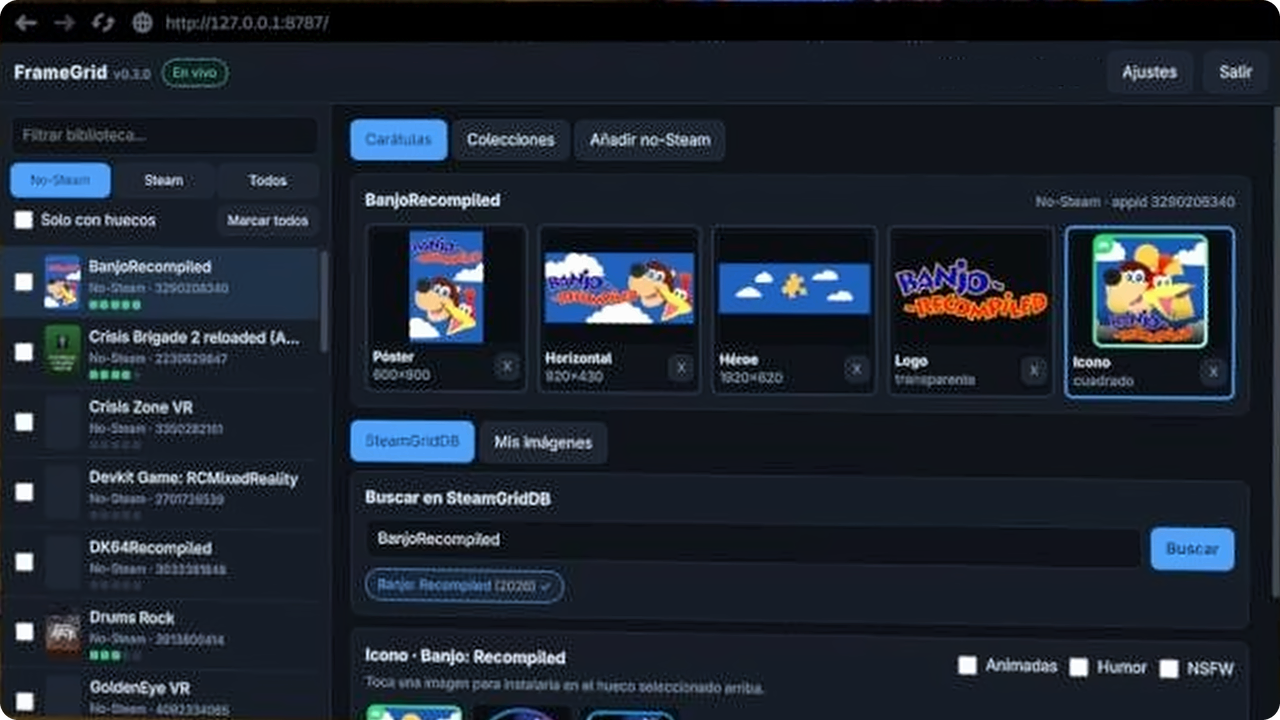 http://127.0.0.1:8787/
FrameGrid v0.3.0 En vivo
Ajustes
Salir
Filtrar biblioteca...
No-Steam
Steam
Todos
Solo con huecos
Marcar todos
BanjoRecompiled
No-Steam · 3290208340
Crisis Brigade 2 reloaded (A...
No-Steam · 2230629847
Crisis Zone VR
No-Steam · 3350282161
Devkit Game: RCMixedReality
No-Steam · 2701726539
DK64Recompiled
No-Steam ·
Drums Rock
No-Steam · 3913800414
GoldenEye VR
No-Steam · 4092334065
Carátulas
Colecciones
Añadir no-Steam
BanjoRecompiled
No-Steam · appid 3290208340
BANJO-
RECOMPILED
Póster
600×900
Horizontal
920×430
Héroe
1920×620
Logo
transparente
Icono
cuadrado
SteamGridDB
Mis imágenes
Buscar en SteamGridDB
BanjoRecompiled
Buscar
Banjo: Recompiled (2026) ✓
Icono · Banjo: Recompiled
Toca una imagen para instalarla en el hueco seleccionado arriba.
Animadas
Humor
NSFW